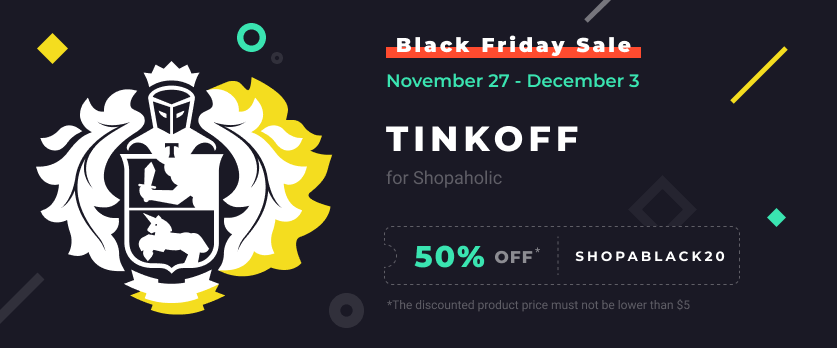 Black Friday Sale
November 27 - December 3
TINKOFF
for Shopaholic
T
50% OFF* SHOPABLACK20
*The discounted product price must not be lower than $5